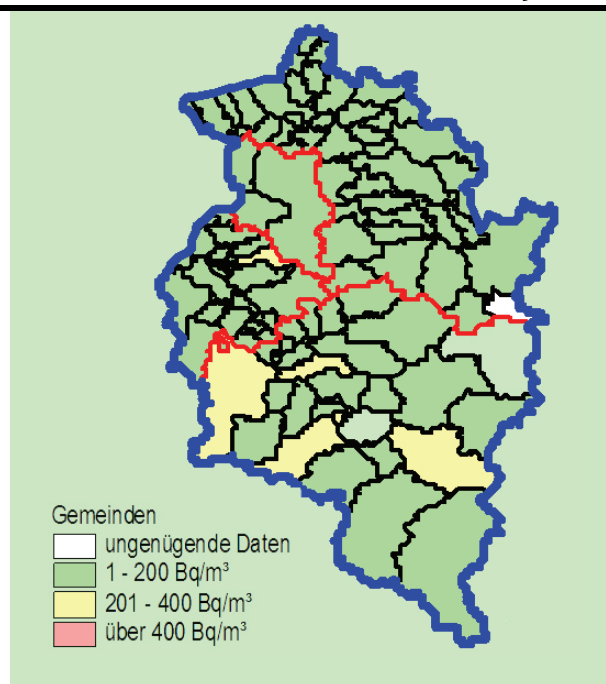 Gemeinden
ungenügende Daten
1 - 200 Bq/m³
201 - 400 Bq/m³
über 400 Bq/m³